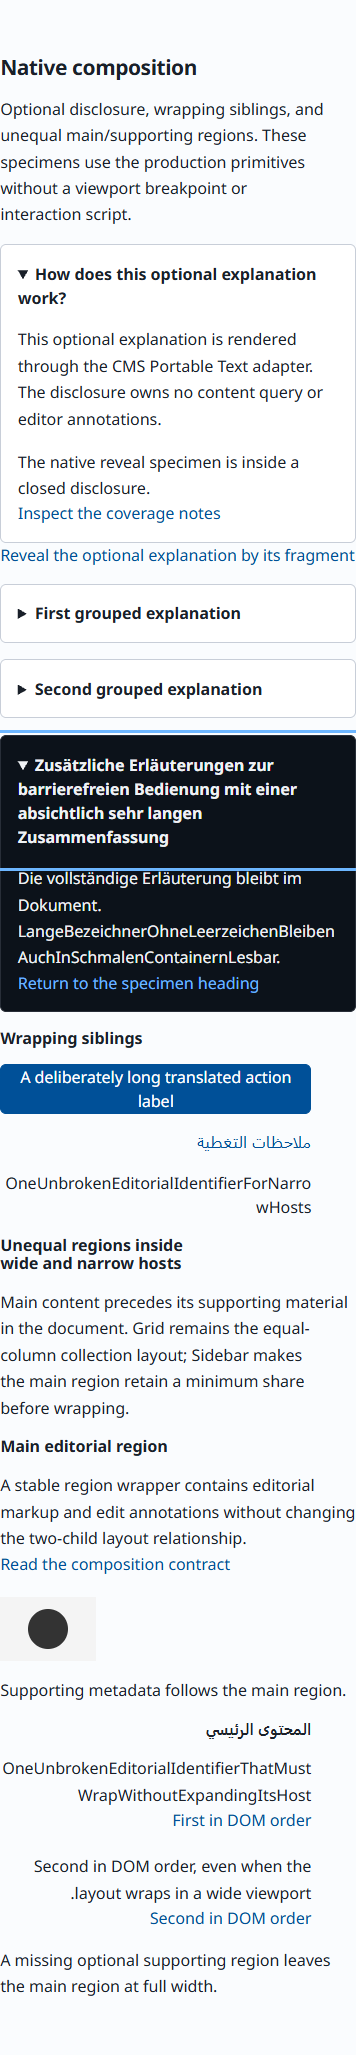 Native composition
Optional disclosure, wrapping siblings, and
unequal main/supporting regions. These
specimens use the production primitives
without a viewport breakpoint or
interaction script.
How does this optional explanation
work?
This optional explanation is rendered
through the CMS Portable Text adapter.
The disclosure owns no content query or
editor annotations.
The native reveal specimen is inside a
closed disclosure.
Inspect the coverage notes
Reveal the optional explanation by its fragment
First grouped explanation
Second grouped explanation
Zusätzliche Erläuterungen zur
barrierefreien Bedienung mit einer
absichtlich sehr langen
Zusammenfassung
Die vollständige Erläuterung bleibt im
Dokument.
LangeBezeichnerOhneLeerzeichenBleiben
AuchInSchmalenContainernLesbar.
Return to the specimen heading
Wrapping siblings
A deliberately long translated action
label
ملاحظات التغطية
OneUnbrokenEditorialIdentifierForNarro
wHosts
Unequal regions inside
wide and narrow hosts
Main content precedes its supporting material
in the document. Grid remains the equal-
column collection layout; Sidebar makes
the main region retain a minimum share
before wrapping.
Main editorial region
A stable region wrapper contains editorial
markup and edit annotations without changing
the two-child layout relationship.
Read the composition contract
Supporting metadata follows the main region.
المحتوى الرئيسي
OneUnbrokenEditorialIdentifierThatMust
WrapWithoutExpandingItsHost
First in DOM order
Second in DOM order, even when the
.layout wraps in a wide viewport
Second in DOM order
A missing optional supporting region leaves
the main region at full width.